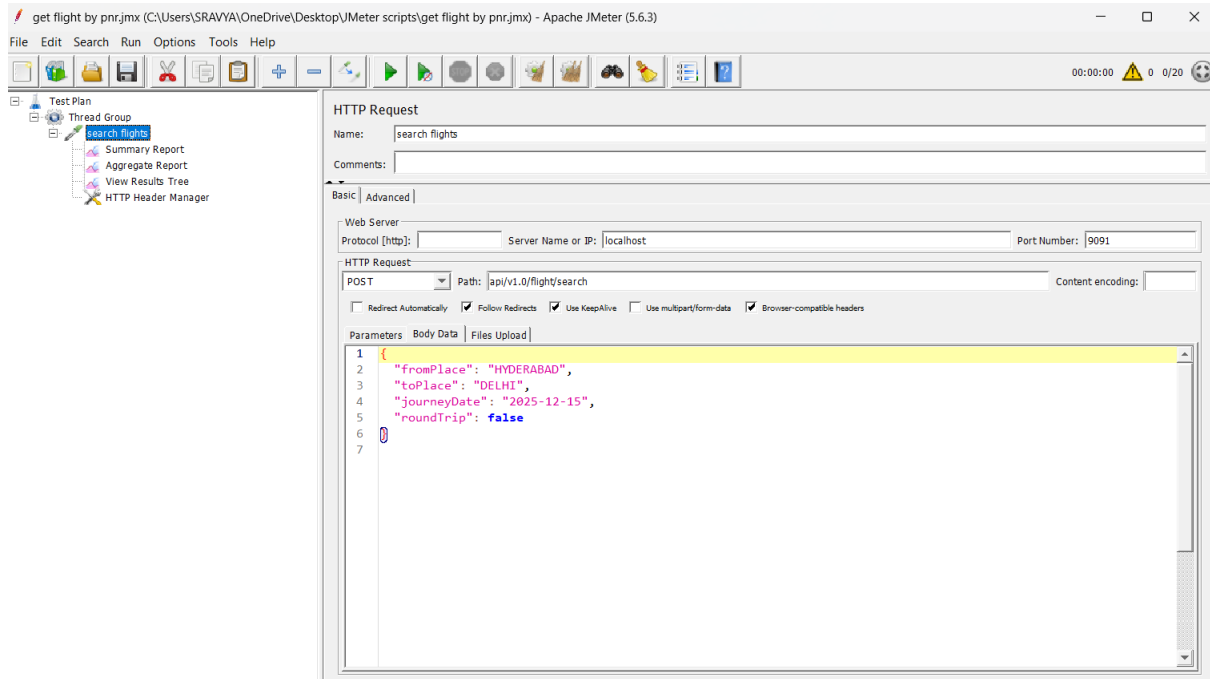 get flight by pnr.jmx (C:\Users\SRAVYA\OneDrive\Desktop\JMeter scripts\get flight by pnr.jmx) - Apache JMeter (5.6.3)
File Edit Search Run Options Tools Help
00:00:00 0 0/20
Test Plan
Thread Group
search flights
Summary Report
Aggregate Report
View Results Tree
HTTP Header Manager
HTTP Request
Name: search flights
Comments:
Basic Advanced
Web Server
Protocol [http]: Server Name or IP: localhost Port Number: 9091
HTTP Request
POST Path: api/v1.0/flight/search Content encoding:
Redirect Automatically Follow Redirects Use KeepAlive Use multipart/form-data Browser-compatible headers
Parameters Body Data Files Upload
1 {
2 "fromPlace": "HYDERABAD",
3 "toPlace": "DELHI",
4 "journeyDate": "2025-12-15",
5 "roundTrip": false
6 }
7